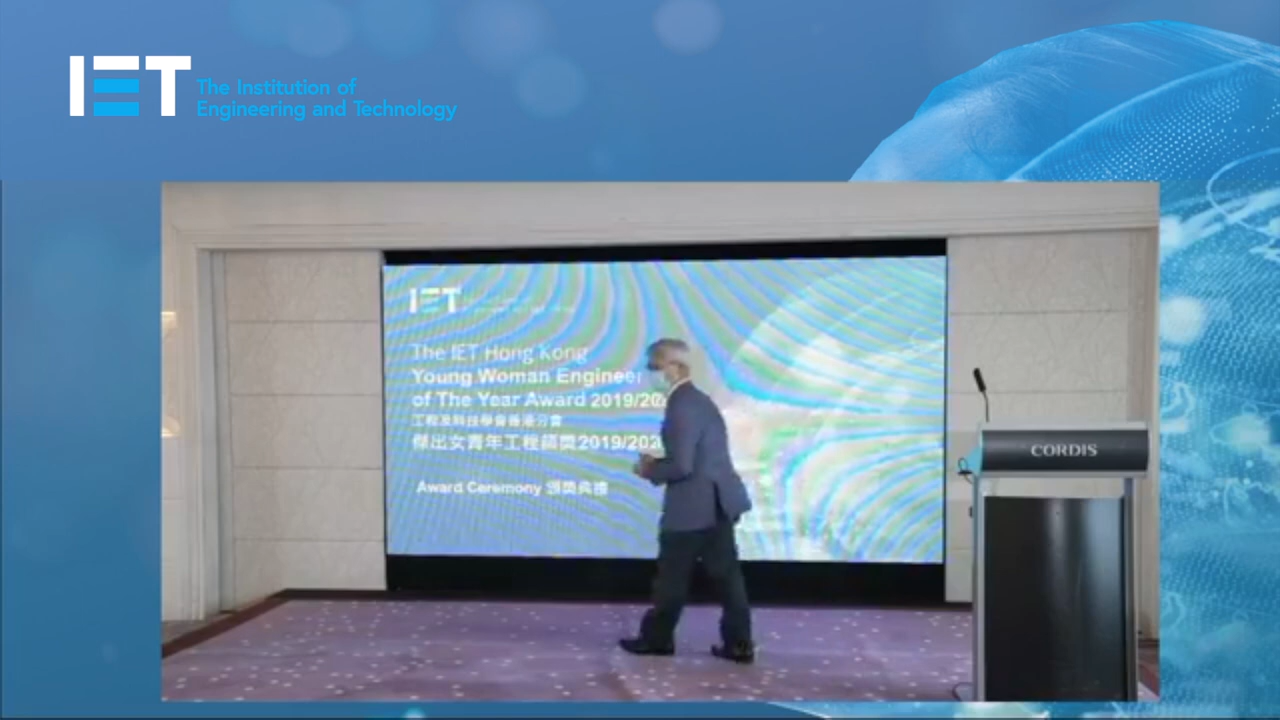 IET
The Institution of
Engineering and Technology
IET
The IET Hong Kong
Young Woman Engineer
of The Year Award 2019/20
工程及科技學會香港分會
傑出女青年工程師獎2019/202
Award Ceremony 頒獎典禮
CORDIS